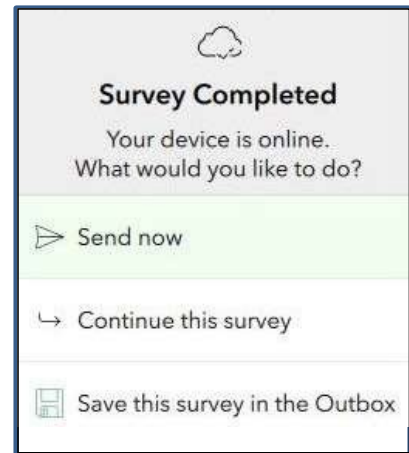 Survey Completed
Your device is online.
What would you like to do?
Send now
Continue this survey
Save this survey in the Outbox